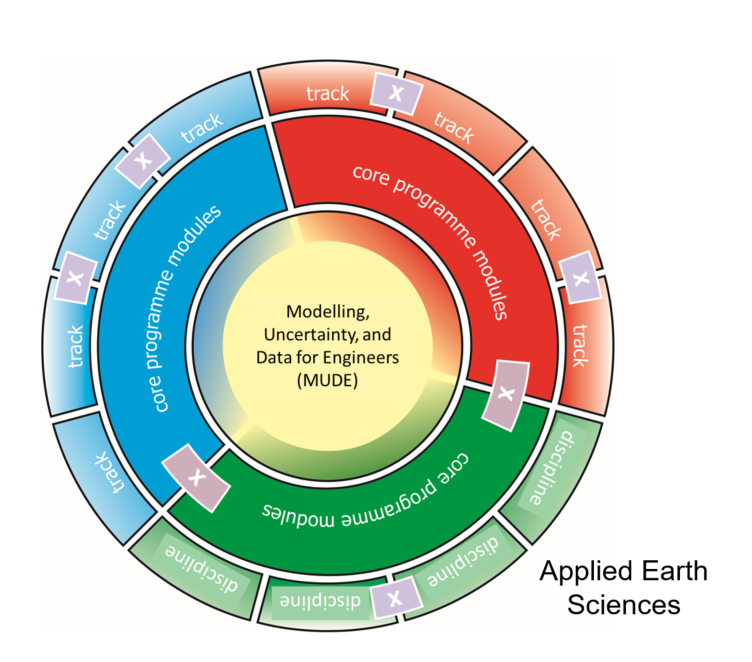 track
X
track
X
track
track
X
track
X
track
X
track
track
core programme modules
core programme modules
Modelling,
Uncertainty, and
Data for Engineers
(MUDE)
X
X
core programme modules
discipline
discipline
discipline
X
discipline
Applied Earth
Sciences